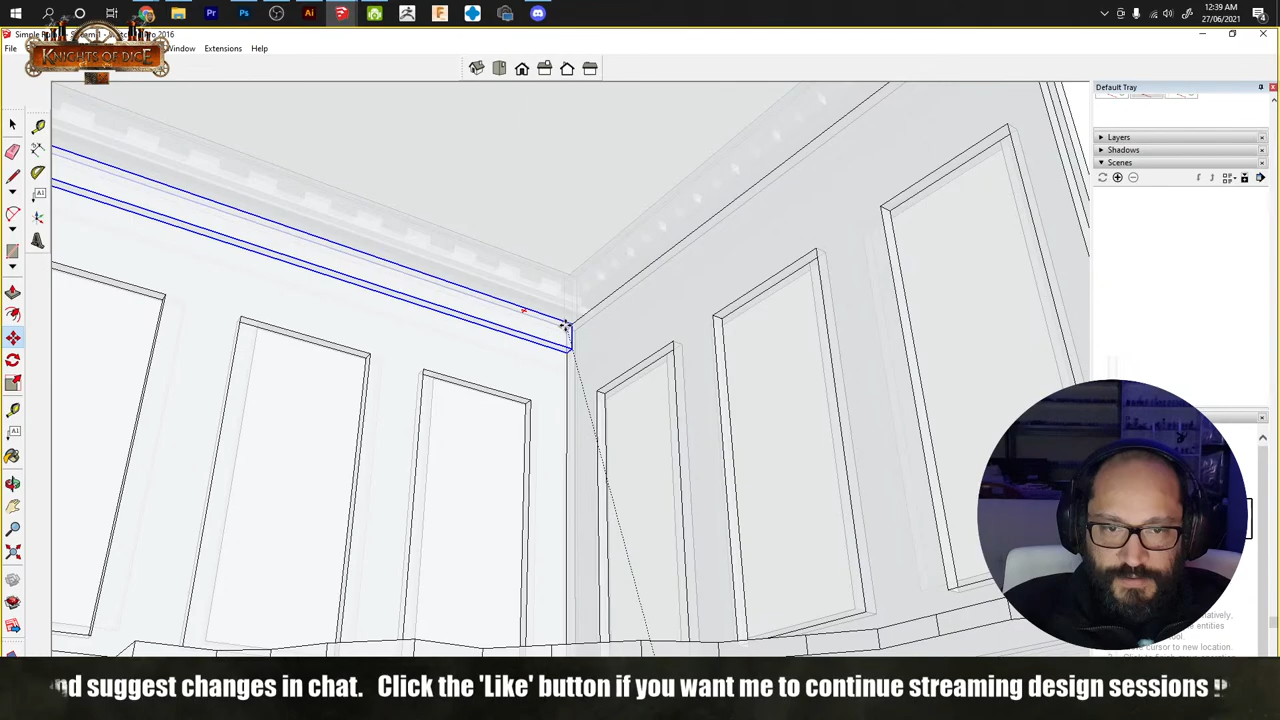 12:39 AM
27/06/2021
KNIGHTS OF DICE
File
Window
Extensions
Help
Default Tray
Layers
Shadows
Scenes
nd suggest changes in chat. Click the 'Like' button if you want me to continue streaming design sessions